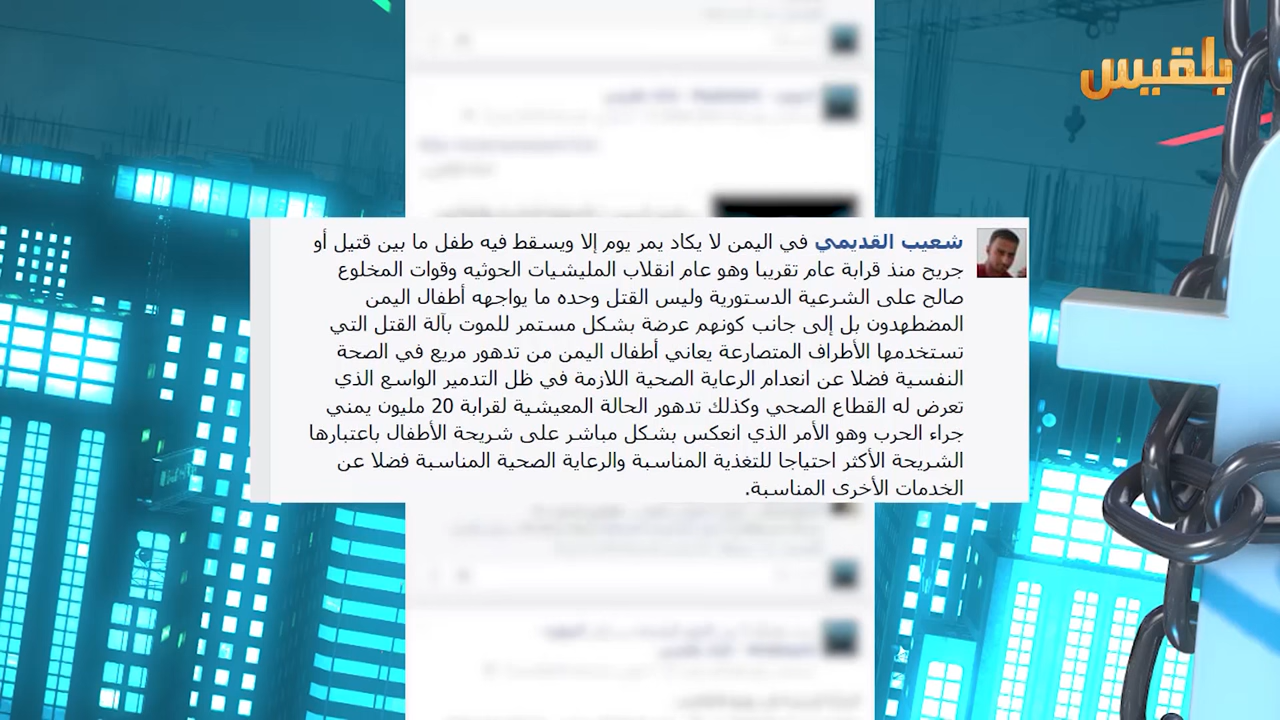 بلقيس
شعيب القديمي في اليمن لا يكاد يمر يوم إلا ويسقط فيه طفل ما بين قتيل أو
جريح منذ قرابة عام تقريبا وهو عام انقلاب المليشيات الحوثيه وقوات المخلوع
صالح على الشرعية الدستورية وليس القتل وحده ما يواجهه أطفال اليمن
المضطهدون بل إلى جانب كونهم عرضة بشكل مستمر للموت بآلة القتل التي
تستخدمها الأطراف المتصارعة يعاني أطفال اليمن من تدهور مريع في الصحة
النفسية فضلا عن انعدام الرعاية الصحية اللازمة في ظل التدمير الواسع الذي
تعرض له القطاع الصحي وكذلك تدهور الحالة المعيشية لقرابة 20 مليون يمني
جراء الحرب وهو الأمر الذي انعكس بشكل مباشر على شريحة الأطفال باعتبارها
الشريحة الأكثر احتياجا للتغذية المناسبة والرعاية الصحية المناسبة فضلا عن
الخدمات الأخرى المناسبة.